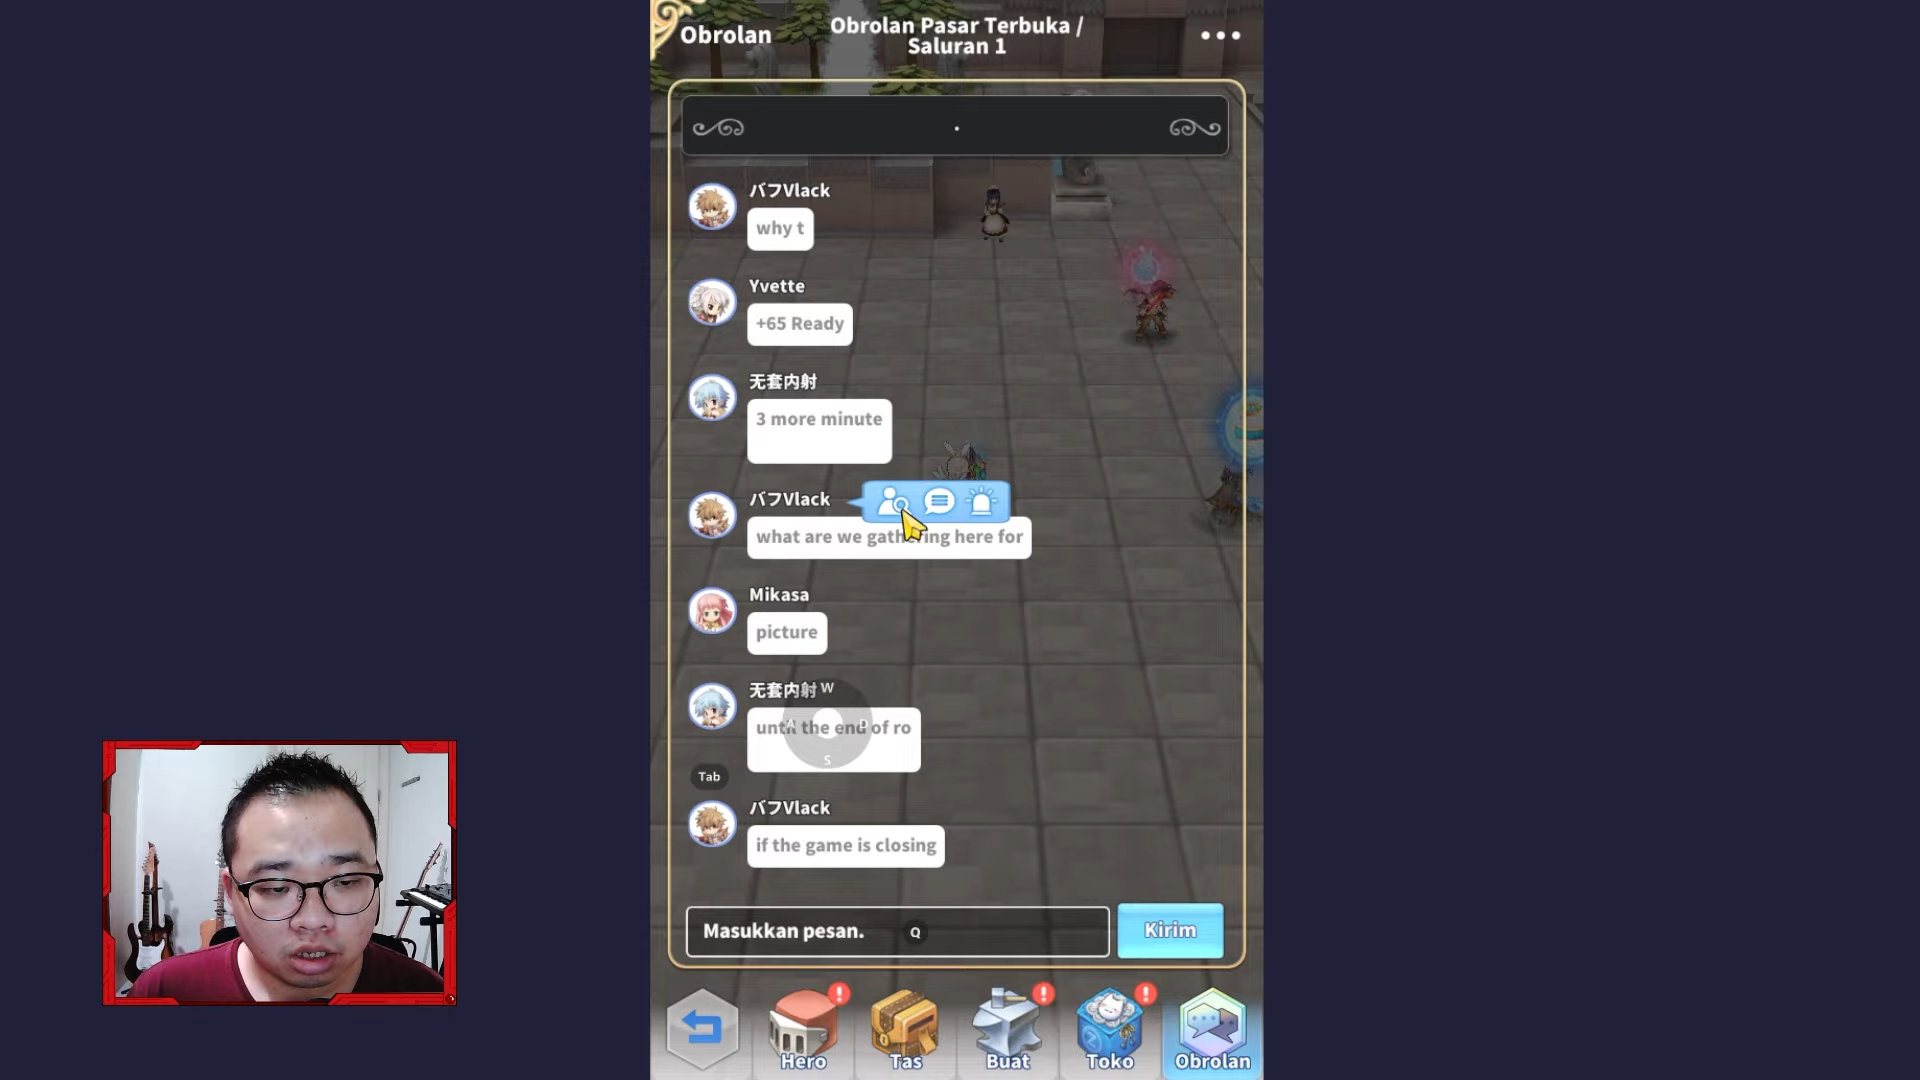 Obrolan
Obrolan Pasar Terbuka /
Saluran 1
バフVlack
why t
Yvette
+65 Ready
无套内射
3 more minute
バフVlack
what are we gathering here for
Mikasa
picture
无套内射
W
until the end of ro
A
D
S
Tab
バフVlack
if the game is closing
Masukkan pesan.
Q
Kirim
Hero
Tas
Buat
Toko
Obrolan